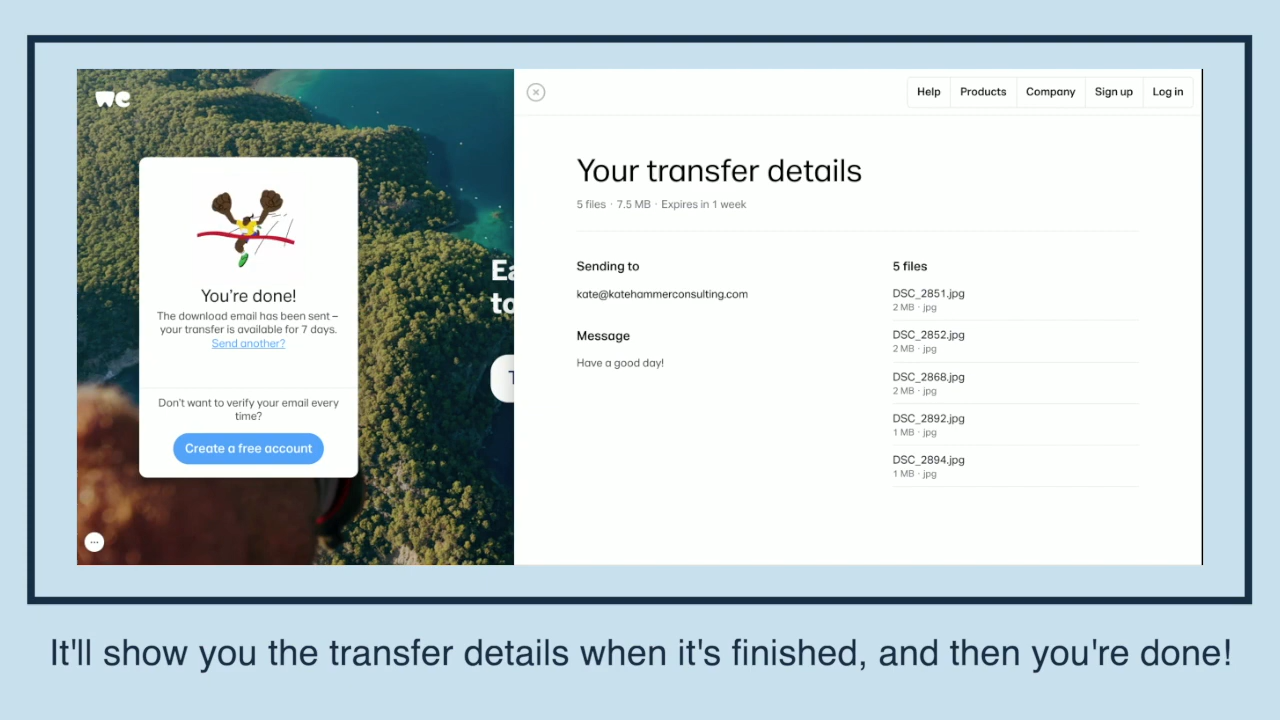 we
Help
Products
Company
Sign up
Log in
You're done!
The download email has been sent –
your transfer is available for 7 days.
Send another?
Don't want to verify your email every
time?
Create a free account
Ea
to
T
Your transfer details
5 files · 7.5 MB · Expires in 1 week
Sending to
kate@katehammerconsulting.com
Message
Have a good day!
5 files
DSC_2851.jpg
2 MB · jpg
DSC_2852.jpg
2 MB · jpg
DSC_2868.jpg
2 MB · jpg
DSC_2892.jpg
1 MB · jpg
DSC_2894.jpg
1 MB · jpg
It'll show you the transfer details when it's finished, and then you're done!